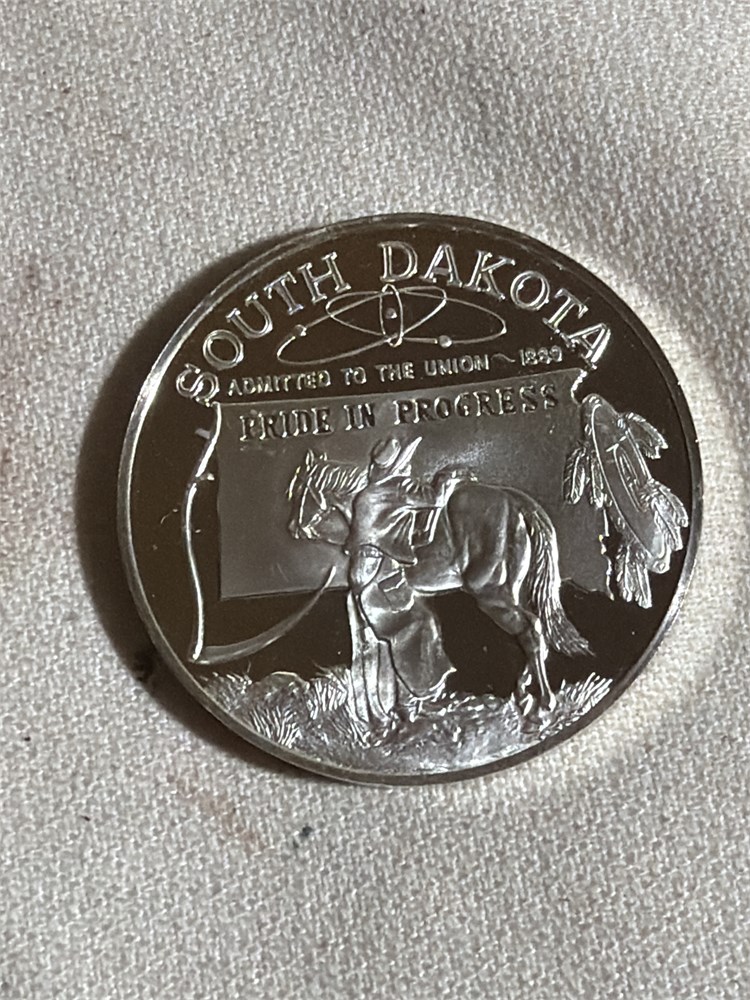 SOUTH DAKOTA
ADMITTED TO THE UNION ~ 1889
PRIDE IN PROGRESS